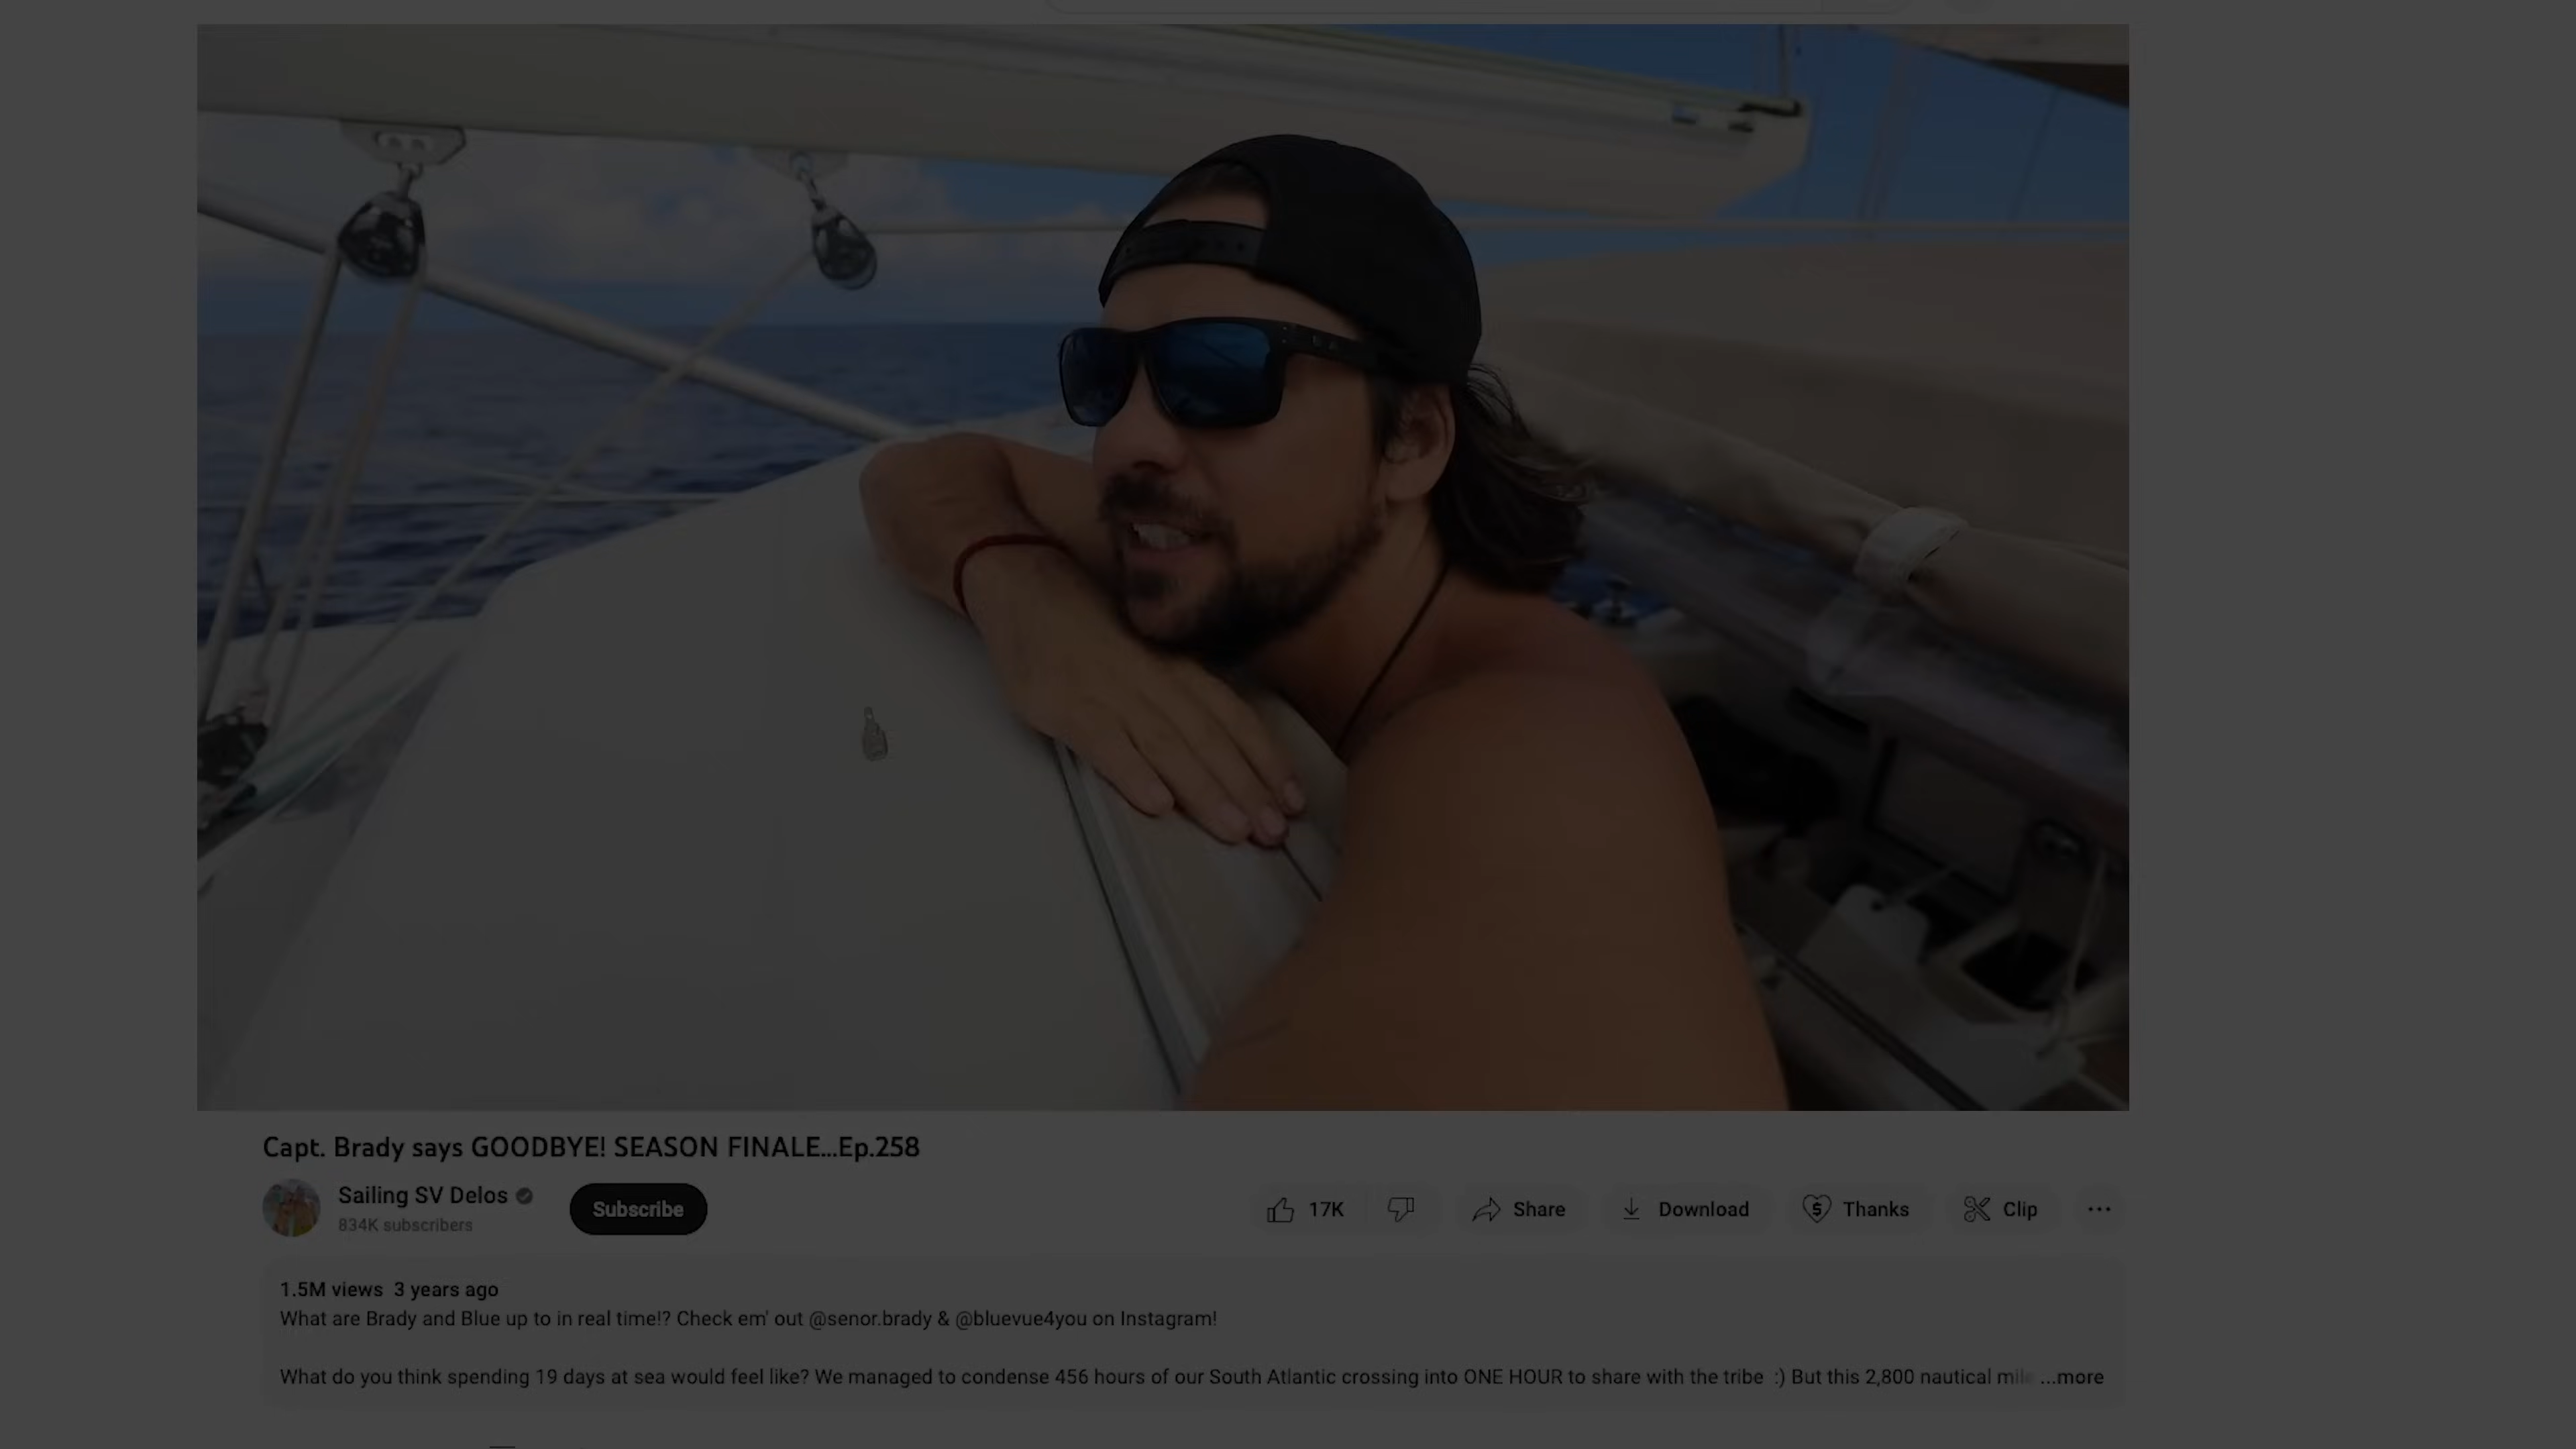 Capt. Brady says GOODBYE! SEASON FINALE...Ep.258
Sailing SV Delos
834K subscribers
Subscribe
17K
Share
Download
Thanks
Clip
1.5M views 3 years ago
What are Brady and Blue up to in real time!? Check em' out @senor.brady & @bluevue4you on Instagram!
What do you think spending 19 days at sea would feel like? We managed to condense 456 hours of our South Atlantic crossing into ONE HOUR to share with the tribe :) But this 2,800 nautical ...more